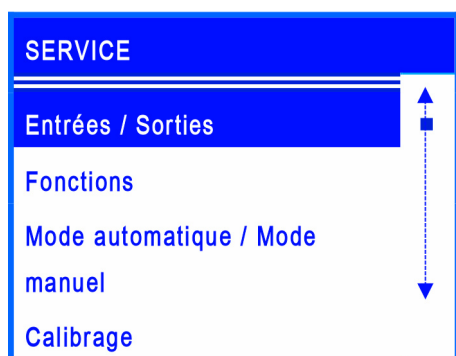 SERVICE
Entrées / Sorties
Fonctions
Mode automatique / Mode
manuel
Calibrage